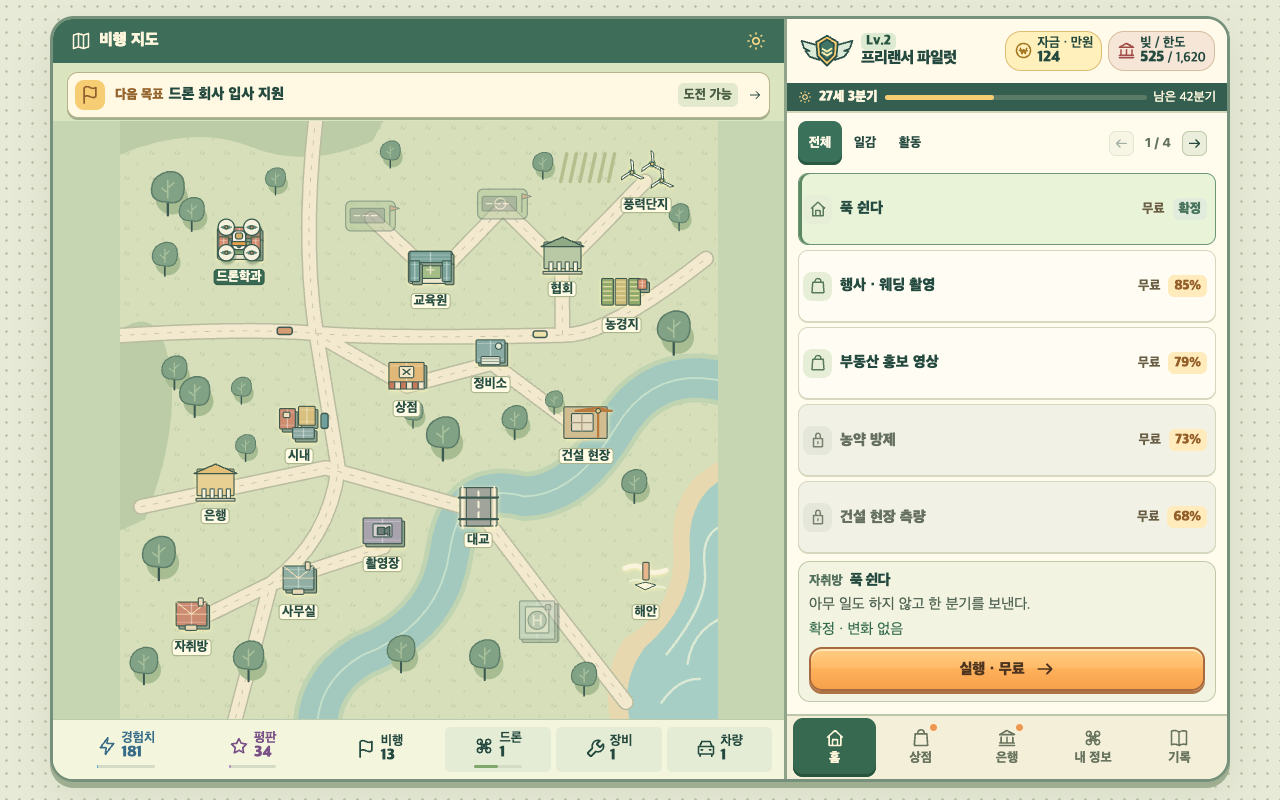 비행 지도
다음 목표 드론 회사 입사 지원
도전 가능
풍력단지
드론학과
교육원
협회
농경지
정비소
상점
시내
건설 현장
은행
대교
촬영장
사무실
해안
자취방
경험치
181
평판
34
비행
13
드론
1
장비
1
차량
1
Lv.2
프리랜서 파일럿
자금 · 만원
124
빚 / 한도
525 / 1,620
27세 3분기
남은 42분기
전체
일감
활동
1 / 4
푹 쉰다
무료 확정
행사 · 웨딩 촬영
무료 85%
부동산 홍보 영상
무료 79%
농약 방제
무료 73%
건설 현장 측량
무료 68%
자취방 푹 쉰다
아무 일도 하지 않고 한 분기를 보낸다.
확정 · 변화 없음
실행 · 무료
홈
상점
은행
내 정보
기록